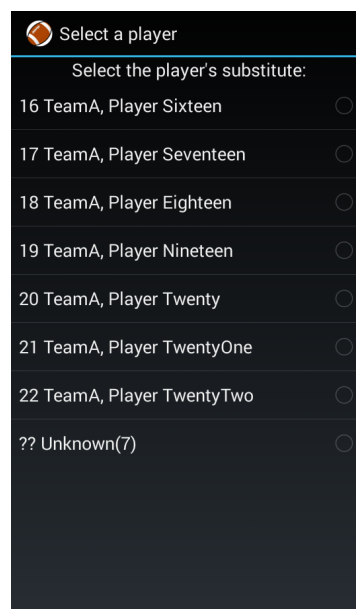 Select a player
Select the player's substitute:
16 TeamA, Player Sixteen
17 TeamA, Player Seventeen
18 TeamA, Player Eighteen
19 TeamA, Player Nineteen
20 TeamA, Player Twenty
21 TeamA, Player TwentyOne
22 TeamA, Player TwentyTwo
?? Unknown(7)